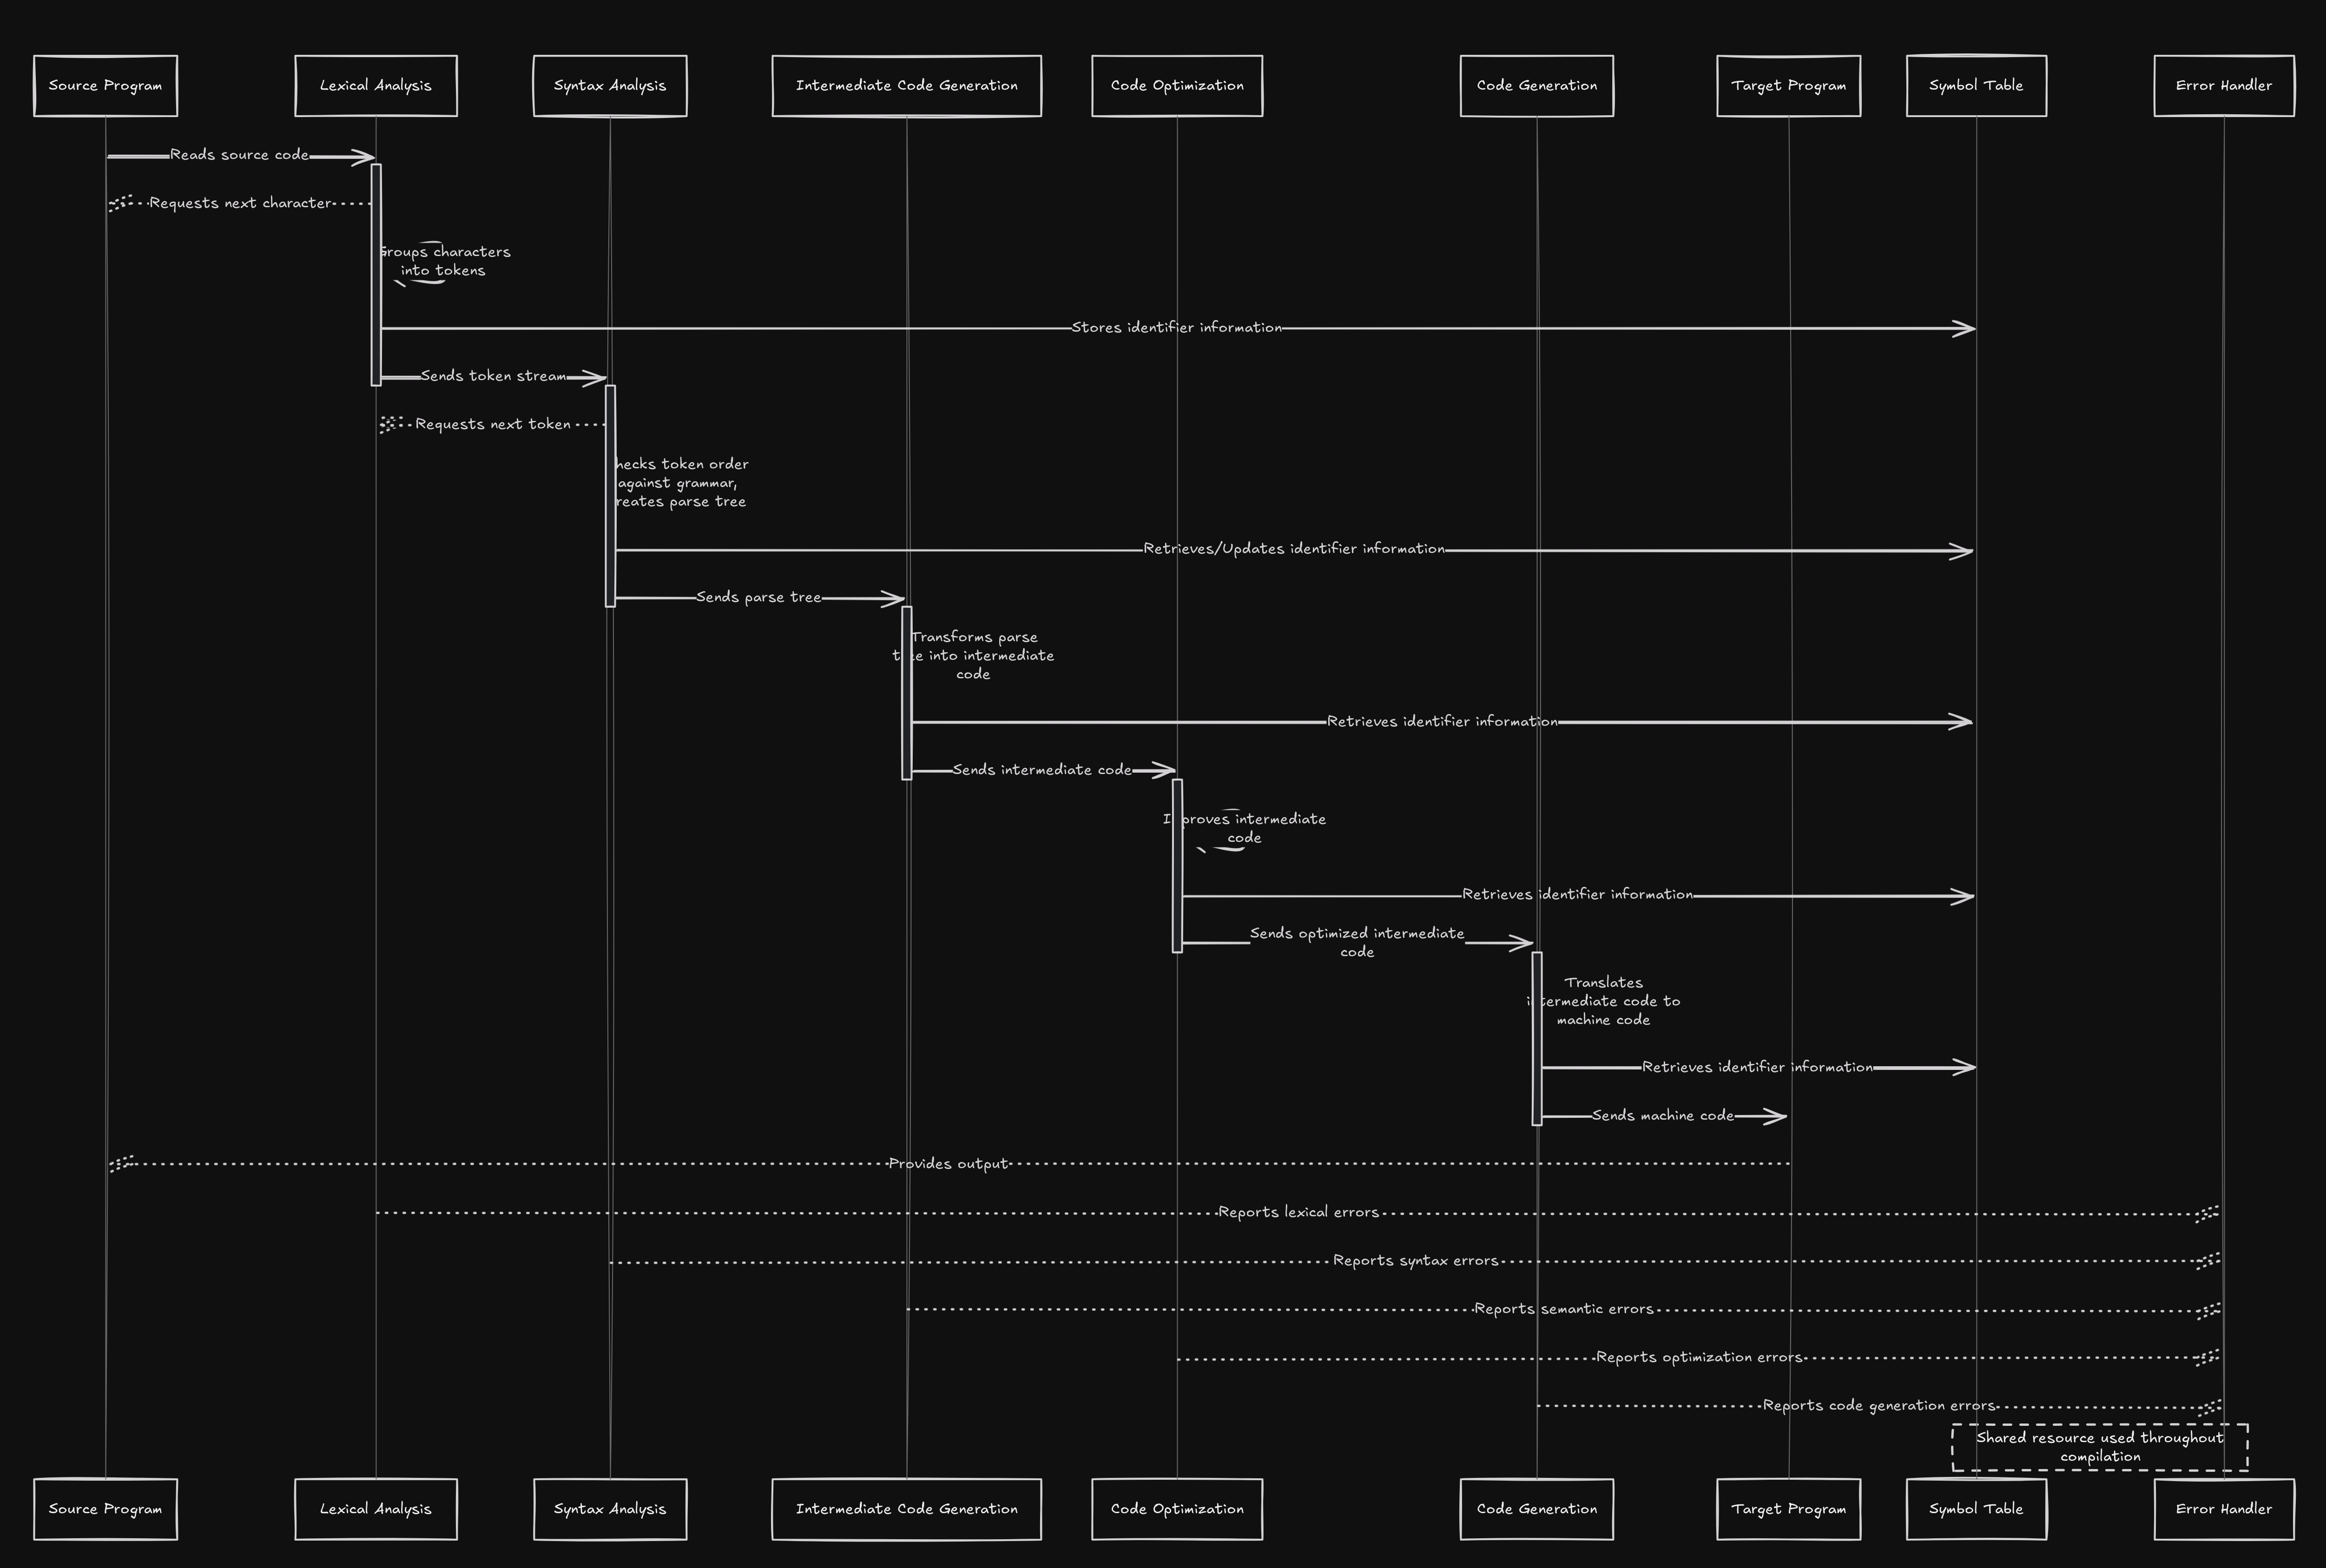 Source Program
Lexical Analysis
Syntax Analysis
Intermediate Code Generation
Code Optimization
Code Generation
Target Program
Symbol Table
Error Handler
Reads source code
Requests next character
Groups characters
into tokens
Stores identifier information
Sends token stream
Requests next token
hecks token order
against grammar,
reates parse tree
Retrieves/Updates identifier information
Sends parse tree
Transforms parse
into intermediate
code
Retrieves identifier information
Sends intermediate code
intermediate
code
Retrieves identifier information
Sends optimized intermediate
code
Translates
code to
machine code
Retrieves identifier information
Sends machine code
Provides output
Reports lexical errors
Reports syntax errors
Reports semantic errors
Reports optimization errors
Reports code generation errors
Shared resource used throughout
compilation
Source Program
Lexical Analysis
Syntax Analysis
Intermediate Code Generation
Code Optimization
Code Generation
Target Program
Symbol Table
Error Handler